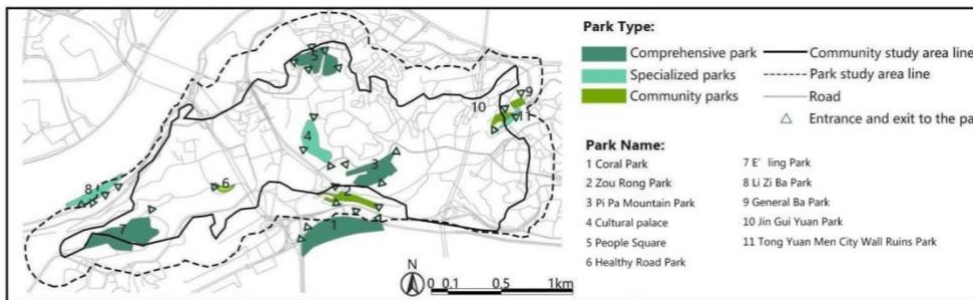 Park Type:
Comprehensive park
Community study area line
Specialized parks
Park study area line
Community parks
Road
Entrance and exit to the pa
Park Name:
1 Coral Park
7 E' ling Park
2 Zou Rong Park
8 Li Zi Ba Park
3 Pi Pa Mountain Park
9 General Ba Park
4 Cultural palace
10 Jin Gui Yuan Park
5 People Square
11 Tong Yuan Men City Wall Ruins Park
6 Healthy Road Park
5
9
10
11
4
3
8
6
2
7
1
N
0 0.1 0.5 1km